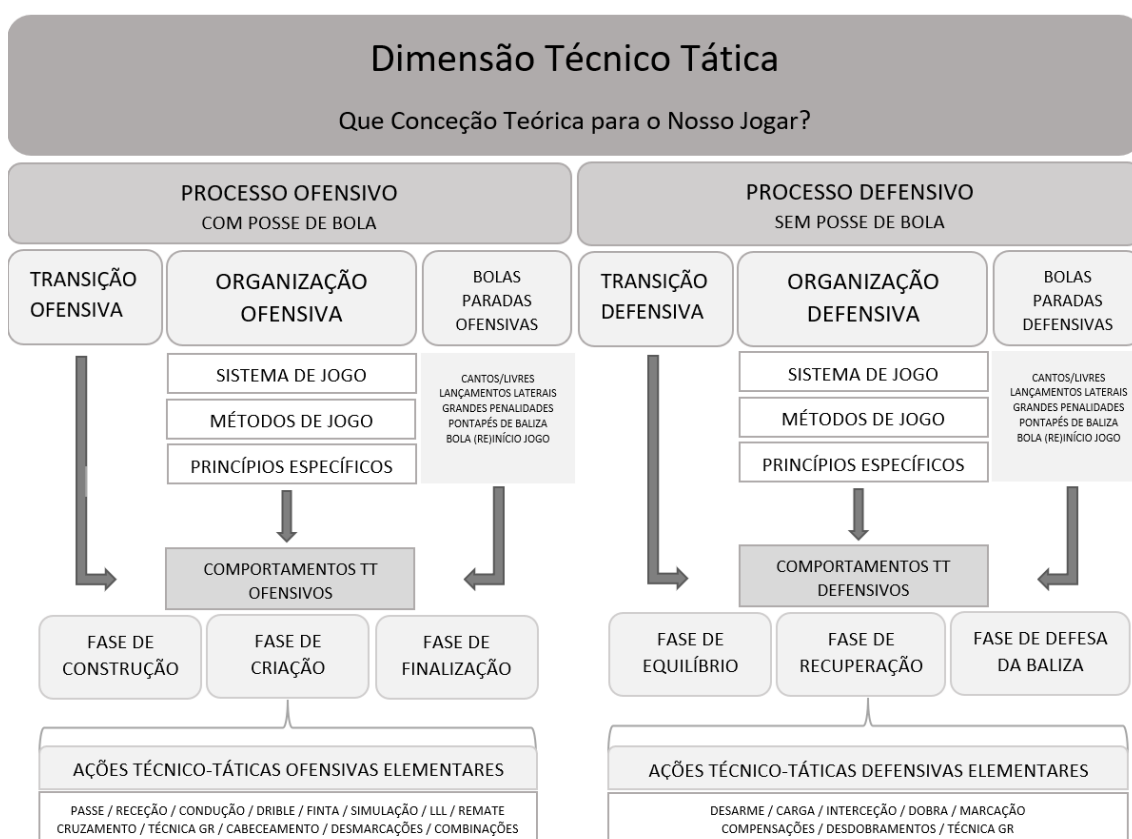 Dimensão Técnico Tática
Que Conceção Teórica para o Nosso Jogar?
PROCESSO OFENSIVO
COM POSSE DE BOLA
TRANSIÇÃO
OFENSIVA
ORGANIZAÇÃO
OFENSIVA
BOLAS
PARADAS
OFENSIVAS
SISTEMA DE JOGO
MÉTODOS DE JOGO
PRINCÍPIOS ESPECÍFICOS
CANTOS/LIVRES
LANÇAMENTOS LATERAIS
GRANDES PENALIDADES
PONTAPÉS DE BALIZA
BOLA (RE)INÍCIO JOGO
COMPORTAMENTOS TT
OFENSIVOS
FASE DE
CONSTRUÇÃO
FASE DE
CRIAÇÃO
FASE DE
FINALIZAÇÃO
AÇÕES TÉCNICO-TÁTICAS OFENSIVAS ELEMENTARES
PASSE / RECEÇÃO / CONDUÇÃO / DRIBLE / FINTA / SIMULAÇÃO / LLL / REMATE
CRUZAMENTO / TÉCNICA GR / CABECEAMENTO / DESMARCAÇÕES / COMBINAÇÕES
PROCESSO DEFENSIVO
SEM POSSE DE BOLA
TRANSIÇÃO
DEFENSIVA
ORGANIZAÇÃO
DEFENSIVA
BOLAS
PARADAS
DEFENSIVAS
SISTEMA DE JOGO
MÉTODOS DE JOGO
PRINCÍPIOS ESPECÍFICOS
CANTOS/LIVRES
LANÇAMENTOS LATERAIS
GRANDES PENALIDADES
PONTAPÉS DE BALIZA
BOLA (RE)INÍCIO JOGO
COMPORTAMENTOS TT
DEFENSIVOS
FASE DE
EQUILÍBRIO
FASE DE
RECUPERAÇÃO
FASE DE DEFESA
DA BALIZA
AÇÕES TÉCNICO-TÁTICAS DEFENSIVAS ELEMENTARES
DESARME / CARGA / INTERCEÇÃO / DOBRA / MARCAÇÃO
COMPENSAÇÕES / DESDOBRAMENTOS / TÉCNICA GR